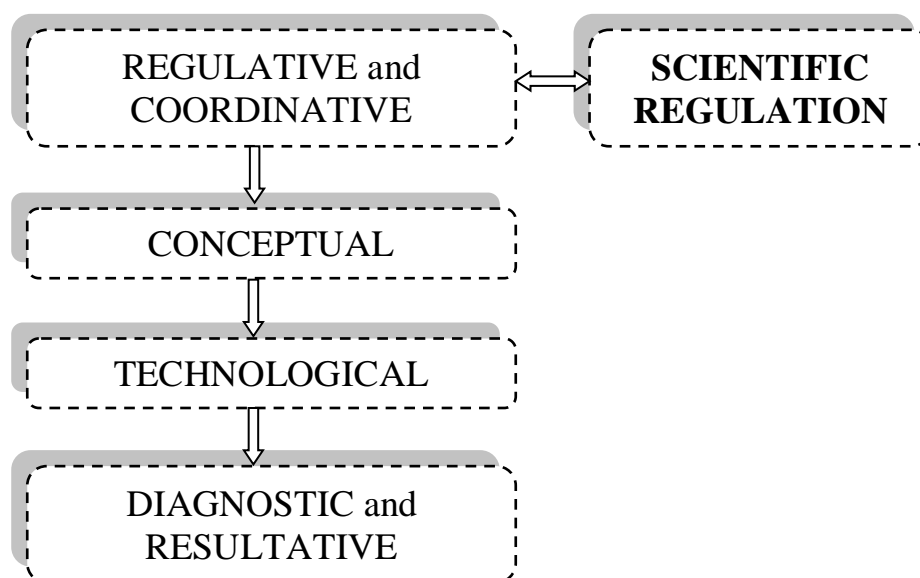 REGULATIVE and
COORDINATIVE
SCIENTIFIC
REGULATION
CONCEPTUAL
TECHNOLOGICAL
DIAGNOSTIC and
RESULTATIVE